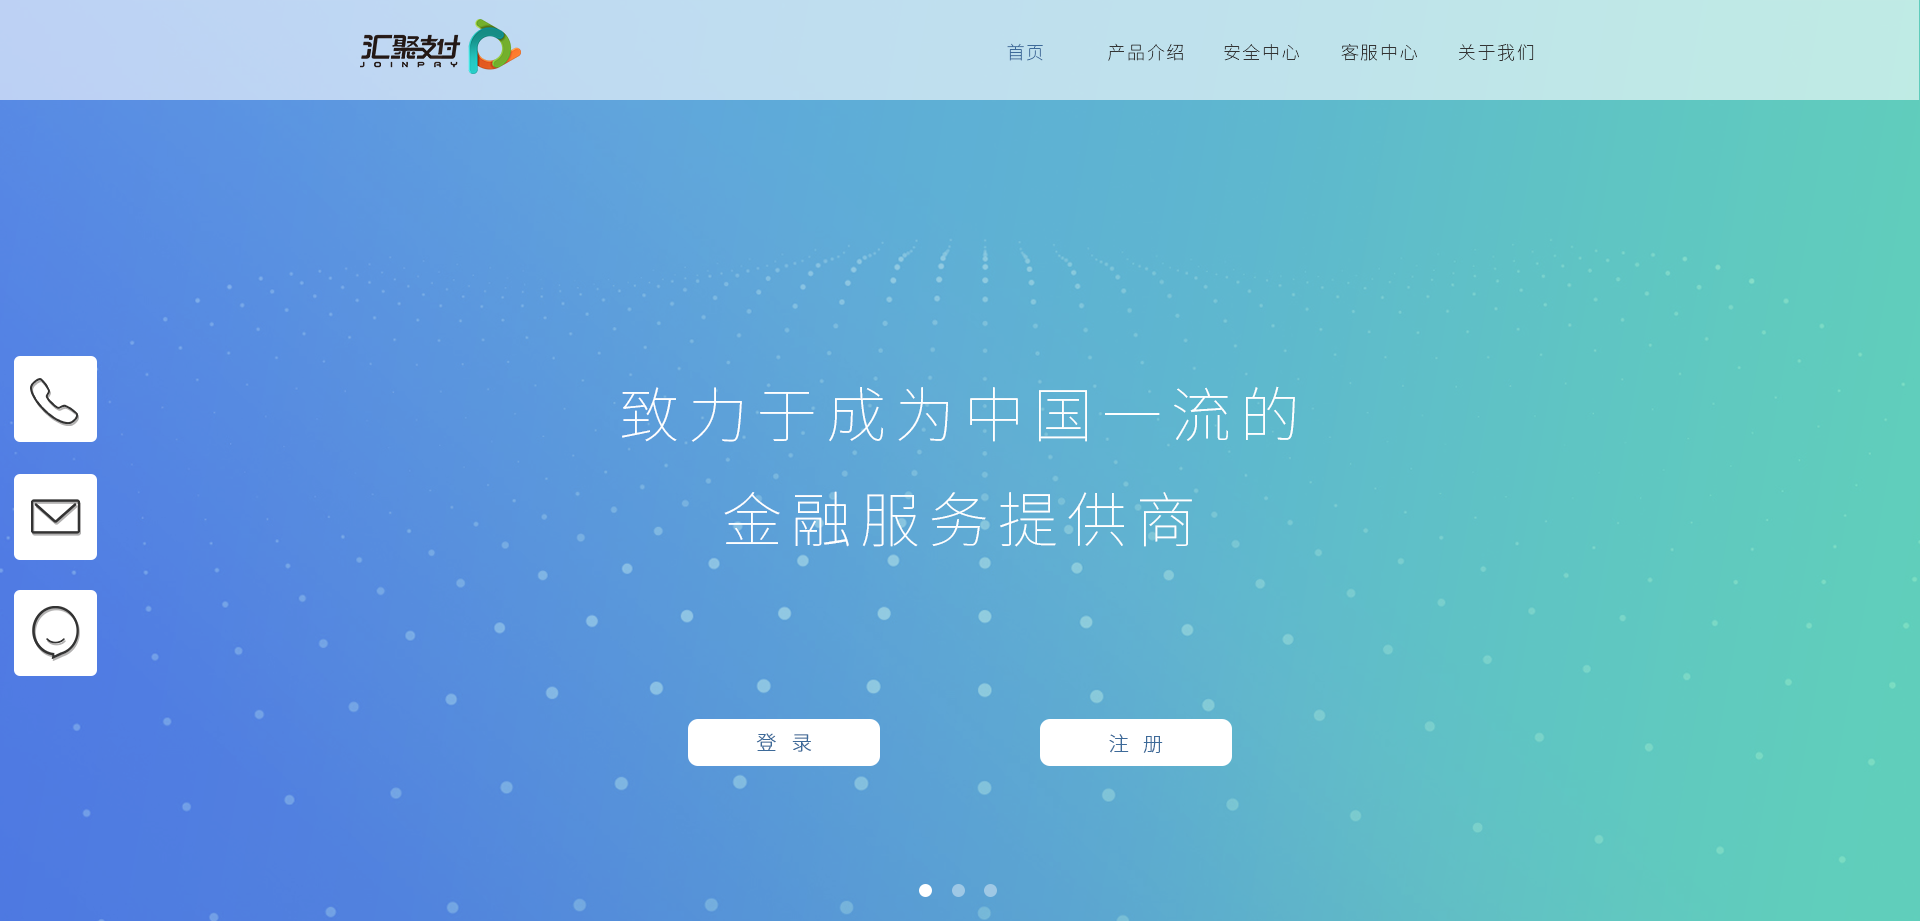 汇聚支付
JOINPAY
首页 产品介绍 安全中心 客服中心 关于我们
致力于成为中国一流的
金融服务提供商
登 录
注 册